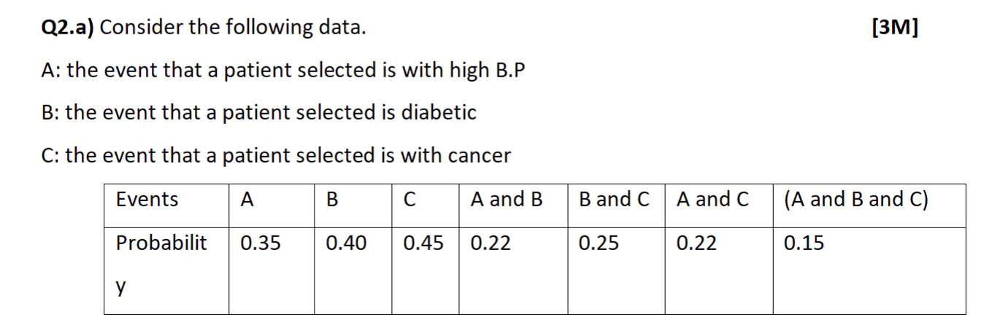 Q2.a) Consider the following data. [3M]
A: the event that a patient selected is with high B.P
B: the event that a patient selected is diabetic
C: the event that a patient selected is with cancer
Events A B C A and B B and C A and C (A and B and C)
Probabilit 0.35 0.40 0.45 0.22 0.25 0.22 0.15
y